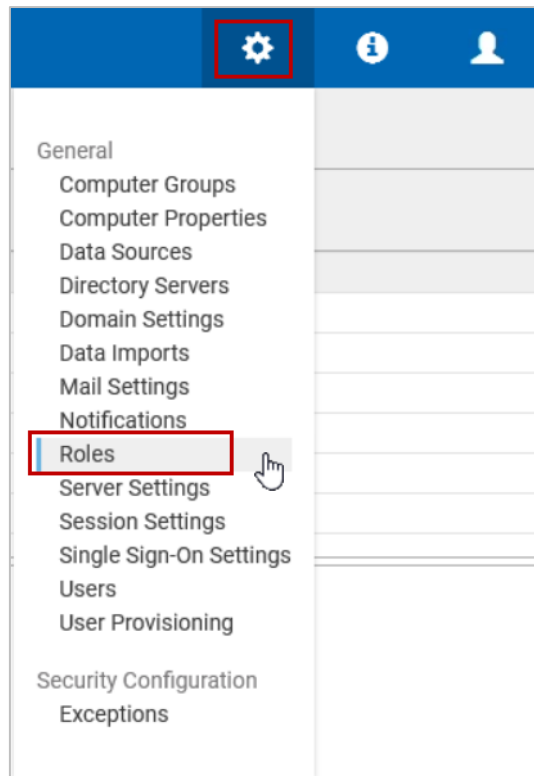 General
Computer Groups
Computer Properties
Data Sources
Directory Servers
Domain Settings
Data Imports
Mail Settings
Notifications
Roles
Server Settings
Session Settings
Single Sign-On Settings
Users
User Provisioning
Security Configuration
Exceptions